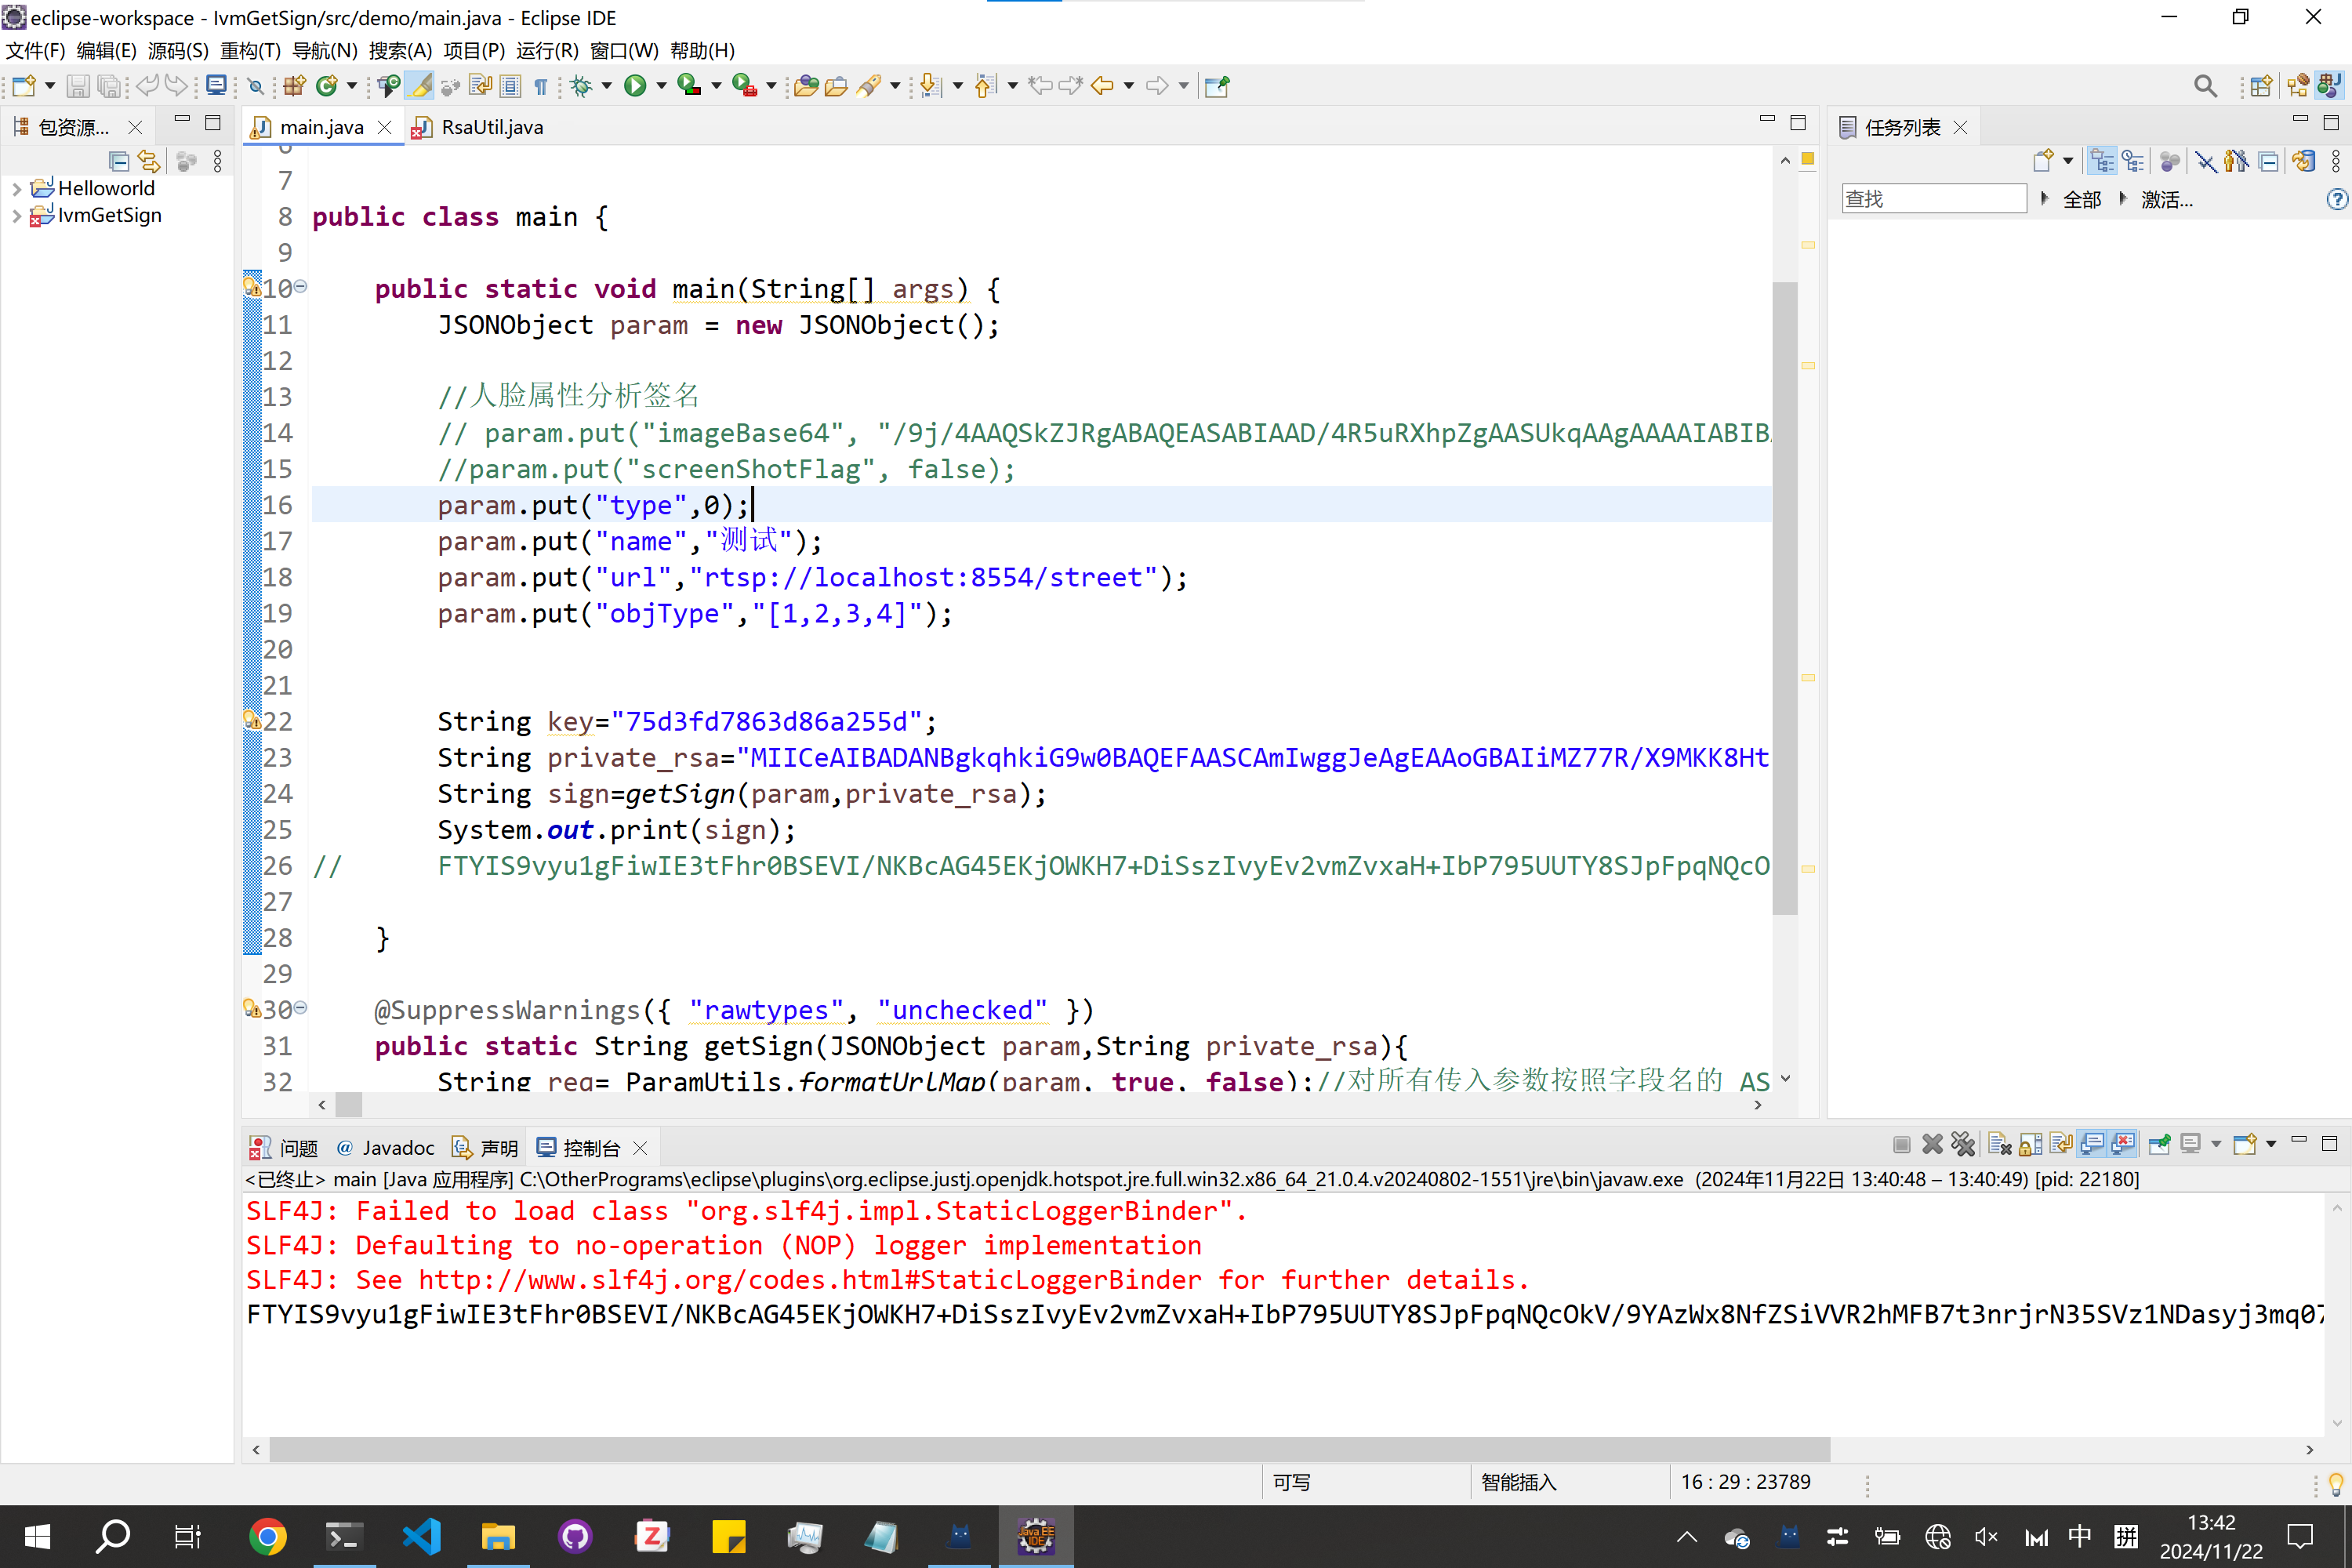 eclipse-workspace - IvmGetSign/src/demo/main.java - Eclipse IDE
文件(F) 编辑(E) 源码(S) 重构(T) 导航(N) 搜索(A) 项目(P) 运行(R) 窗口(W) 帮助(H)
包资源...
main.java
RsaUtil.java
任务列表
Helloworld
IvmGetSign
查找
全部
激活...
7
8 public class main {
9
10 public static void main(String[] args) {
11 JSONObject param = new JSONObject();
12
13 //人脸属性分析签名
14 // param.put("imageBase64", "/9j/4AAQSkZJRgABAQEASABIAAD/4R5uRXhpZgAASUkqAAgAAAAIABIBA
15 //param.put("screenShotFlag", false);
16 param.put("type",0);
17 param.put("name","测试");
18 param.put("url","rtsp://localhost:8554/street");
19 param.put("objType","[1,2,3,4]");
20
21
22 String key="75d3fd7863d86a255d";
23 String private_rsa="MIICeAIBADANBgkqhkiG9w0BAQEFAASCAmIwggJeAgEAAoGBAIiMZ77R/X9MKK8Ht
24 String sign=getSign(param,private_rsa);
25 System.out.print(sign);
26 // FTYIS9vyu1gFiwIE3tFhr0BSEVI/NKBcAG45EKjOWKH7+DiSszIvyEv2vmZvxaH+IbP795UUTY8SJpFpqNQcO
27
28 }
29
30 @SuppressWarnings({ "rawtypes", "unchecked" })
31 public static String getSign(JSONObject param,String private_rsa){
32 String req= ParamUtils.formatUrlMap(param, true, false);//对所有传入参数按照字段名的 AS
问题 @ Javadoc 声明 控制台
<已终止> main [Java 应用程序] C:\OtherPrograms\eclipse\plugins\org.eclipse.justj.openjdk.hotspot.jre.full.win32.x86_64_21.0.4.v20240802-1551\jre\bin\javaw.exe (2024年11月22日 13:40:48 – 13:40:49) [pid: 22180]
SLF4J: Failed to load class "org.slf4j.impl.StaticLoggerBinder".
SLF4J: Defaulting to no-operation (NOP) logger implementation
SLF4J: See http://www.slf4j.org/codes.html#StaticLoggerBinder for further details.
FTYIS9vyu1gFiwIE3tFhr0BSEVI/NKBcAG45EKjOWKH7+DiSszIvyEv2vmZvxaH+IbP795UUTY8SJpFpqNQcOkV/9YAzWx8NfZSiVVR2hMFB7t3nrjrN35SVz1NDasyj3mq07
可写
智能插入
16 : 29 : 23789
中
拼
13:42
2024/11/22